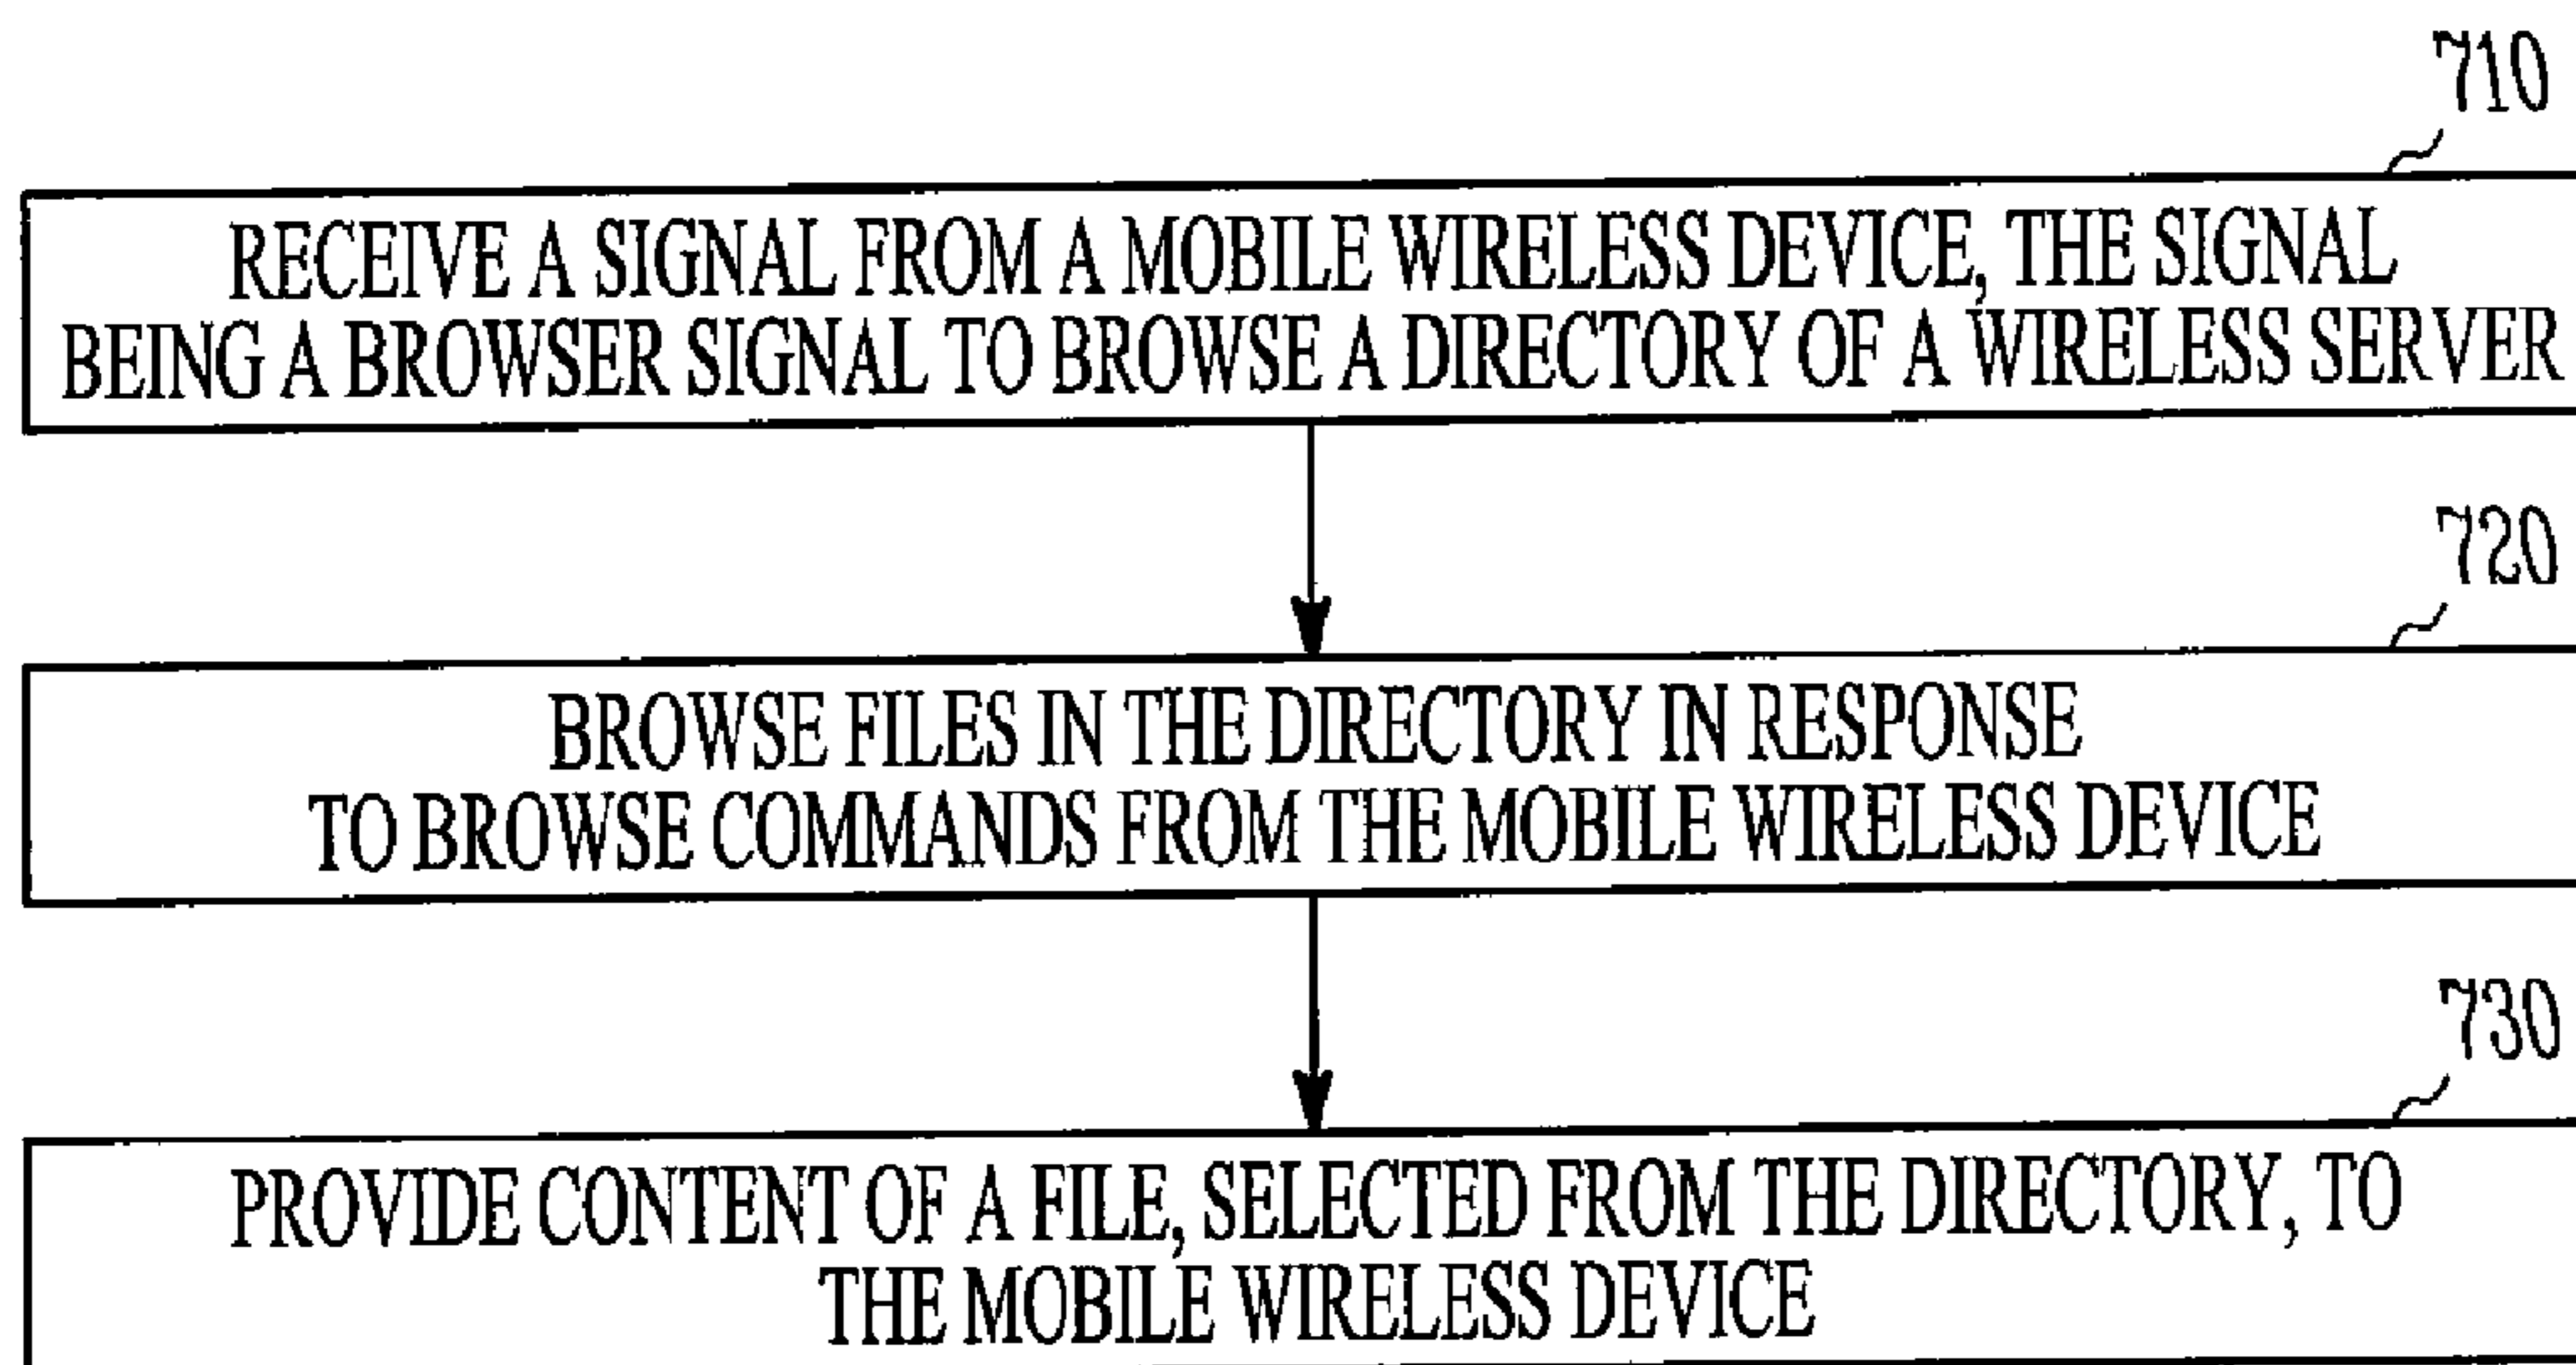 710
RECEIVE A SIGNAL FROM A MOBILE WIRELESS DEVICE, THE SIGNAL
BEING A BROWSER SIGNAL TO BROWSE A DIRECTORY OF A WIRELESS SERVER
720
BROWSE FILES IN THE DIRECTORY IN RESPONSE
TO BROWSE COMMANDS FROM THE MOBILE WIRELESS DEVICE
730
PROVIDE CONTENT OF A FILE, SELECTED FROM THE DIRECTORY, TO
THE MOBILE WIRELESS DEVICE